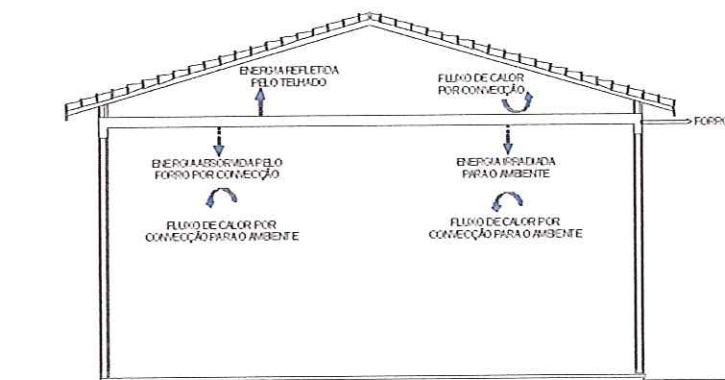 ENERGIA REFLETIDA
PELO TELHADO
FLUXO DE CALOR
POR CONVECÇÃO
FORRO
ENERGIA ABSORVIDA PELO
FORRO POR CONVECÇÃO
ENERGIA IRRADIADA
PARA O AMBIENTE
FLUXO DE CALOR POR
CONVECÇÃO PARA O AMBIENTE
FLUXO DE CALOR POR
CONVECÇÃO PARA O AMBIENTE